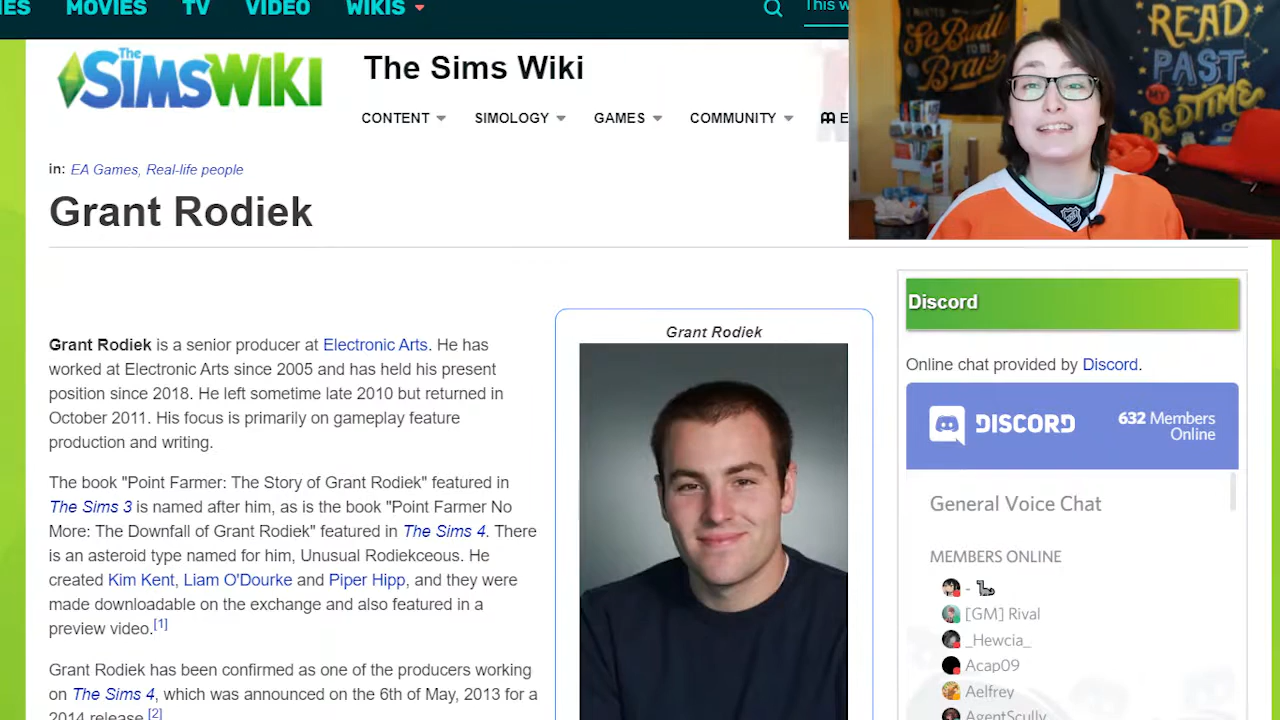 MOVIES TV VIDEO WIKIS
This
I WANTED
So Badly
TO BE
Brave
READ
PAST
MY
BEDTIME
The SIMS WIKI
The Sims Wiki
CONTENT SIMOLOGY GAMES COMMUNITY E
in: EA Games, Real-life people
Grant Rodiek
Grant Rodiek is a senior producer at Electronic Arts. He has
worked at Electronic Arts since 2005 and has held his present
position since 2018. He left sometime late 2010 but returned in
October 2011. His focus is primarily on gameplay feature
production and writing.
The book "Point Farmer: The Story of Grant Rodiek" featured in
The Sims 3 is named after him, as is the book "Point Farmer No
More: The Downfall of Grant Rodiek" featured in The Sims 4. There
is an asteroid type named for him, Unusual Rodiekceous. He
created Kim Kent, Liam O'Dourke and Piper Hipp, and they were
made downloadable on the exchange and also featured in a
preview video.[1]
Grant Rodiek has been confirmed as one of the producers working
on The Sims 4, which was announced on the 6th of May, 2013 for a
2014 release.[2]
Grant Rodiek
Discord
Online chat provided by Discord.
DISCORD
632 Members
Online
General Voice Chat
MEMBERS ONLINE
-
[GM] Rival
_Hewcia_
Acap09
Aelfrey
AgentScully